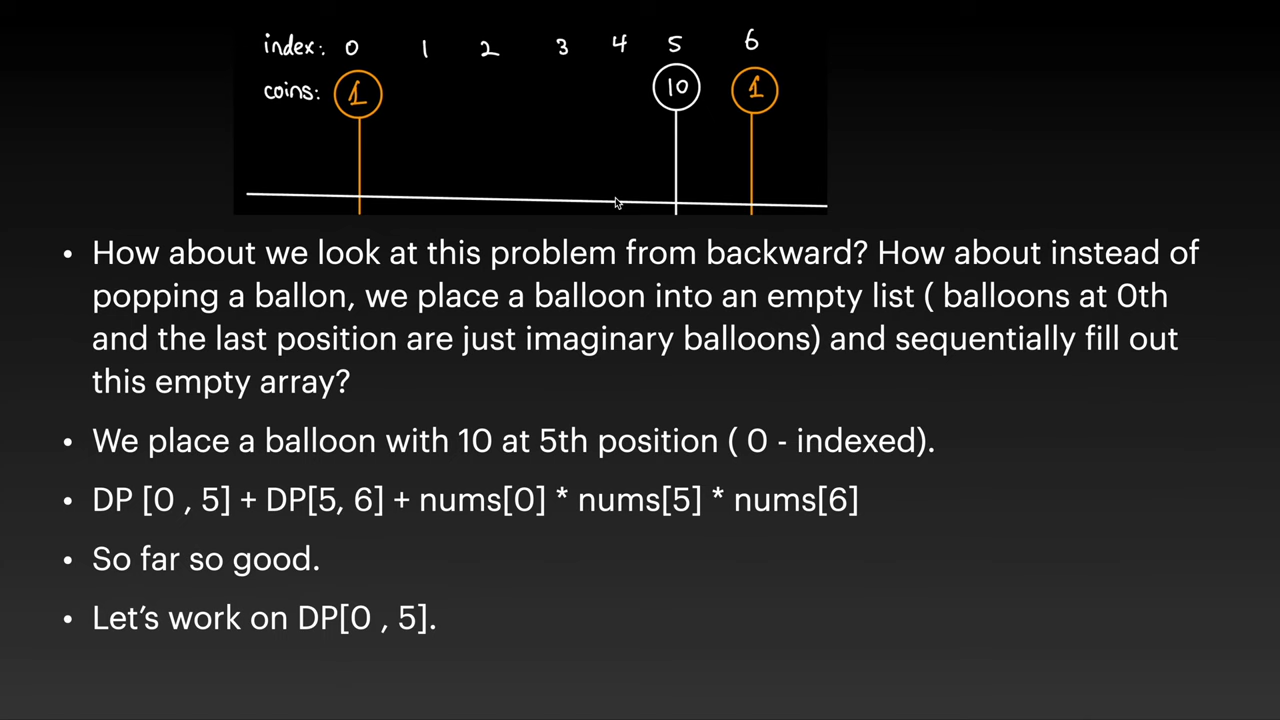 index: 0 1 2 3 4 5 6
coins: 1 10 1
• How about we look at this problem from backward? How about instead of
popping a ballon, we place a balloon into an empty list ( balloons at 0th
and the last position are just imaginary balloons) and sequentially fill out
this empty array?
• We place a balloon with 10 at 5th position ( 0 - indexed).
• DP [0 , 5] + DP[5, 6] + nums[0] * nums[5] * nums[6]
• So far so good.
• Let’s work on DP[0 , 5].